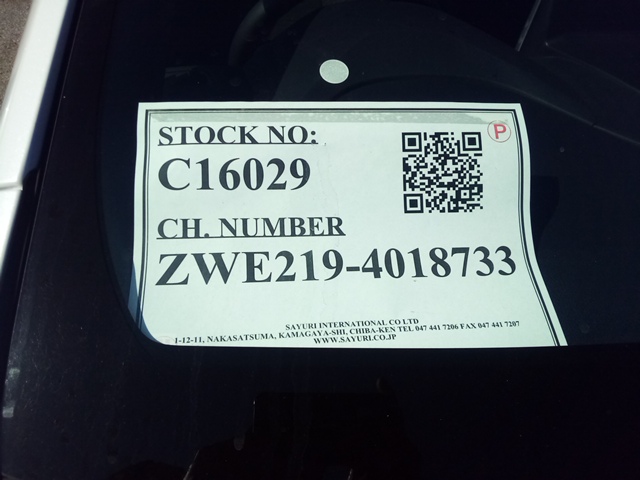 STOCK NO:
P
C16029
CH. NUMBER
ZWE219-4018733
SAYURI INTERNATIONAL CO LTD
1-12-11, NAKASATSUMA, KAMAGAYA-SHI, CHIBA-KEN TEL 047 441 7206 FAX 047 441 7207
WWW.SAYURI.CO.JP